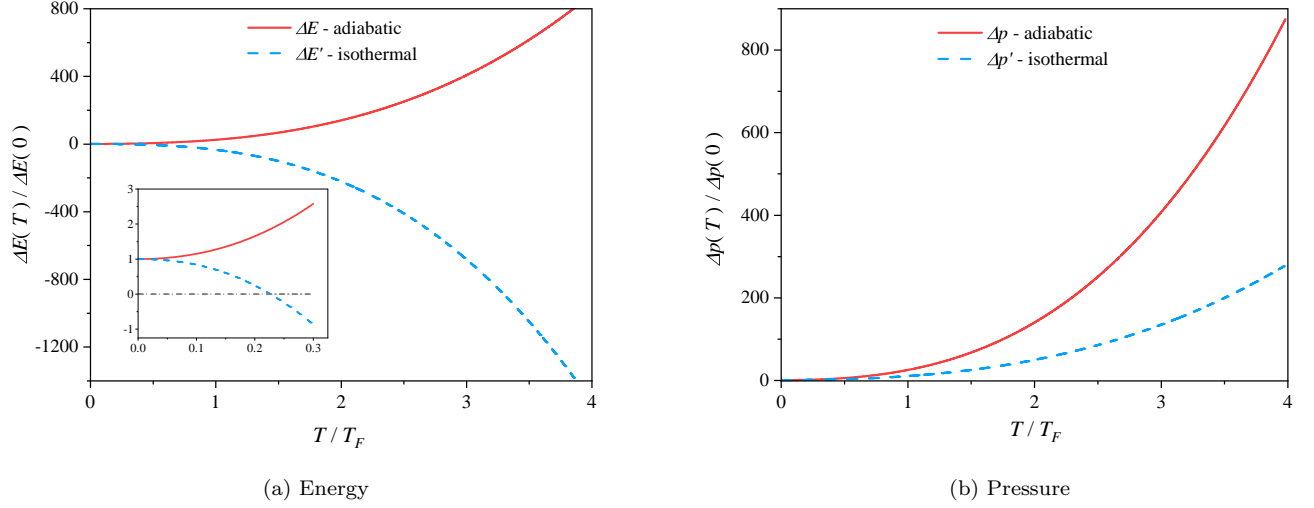 800
400
0
-400
-800
-1200
ΔE(T) / ΔE(0)
ΔE - adiabatic
ΔE' - isothermal
3
2
1
0
-1
0.0 0.1 0.2 0.3
0 1 2 3 4
T / T_F
(a) Energy
800
600
400
200
0
Δp(T) / Δp(0)
Δp - adiabatic
Δp' - isothermal
0 1 2 3 4
T / T_F
(b) Pressure